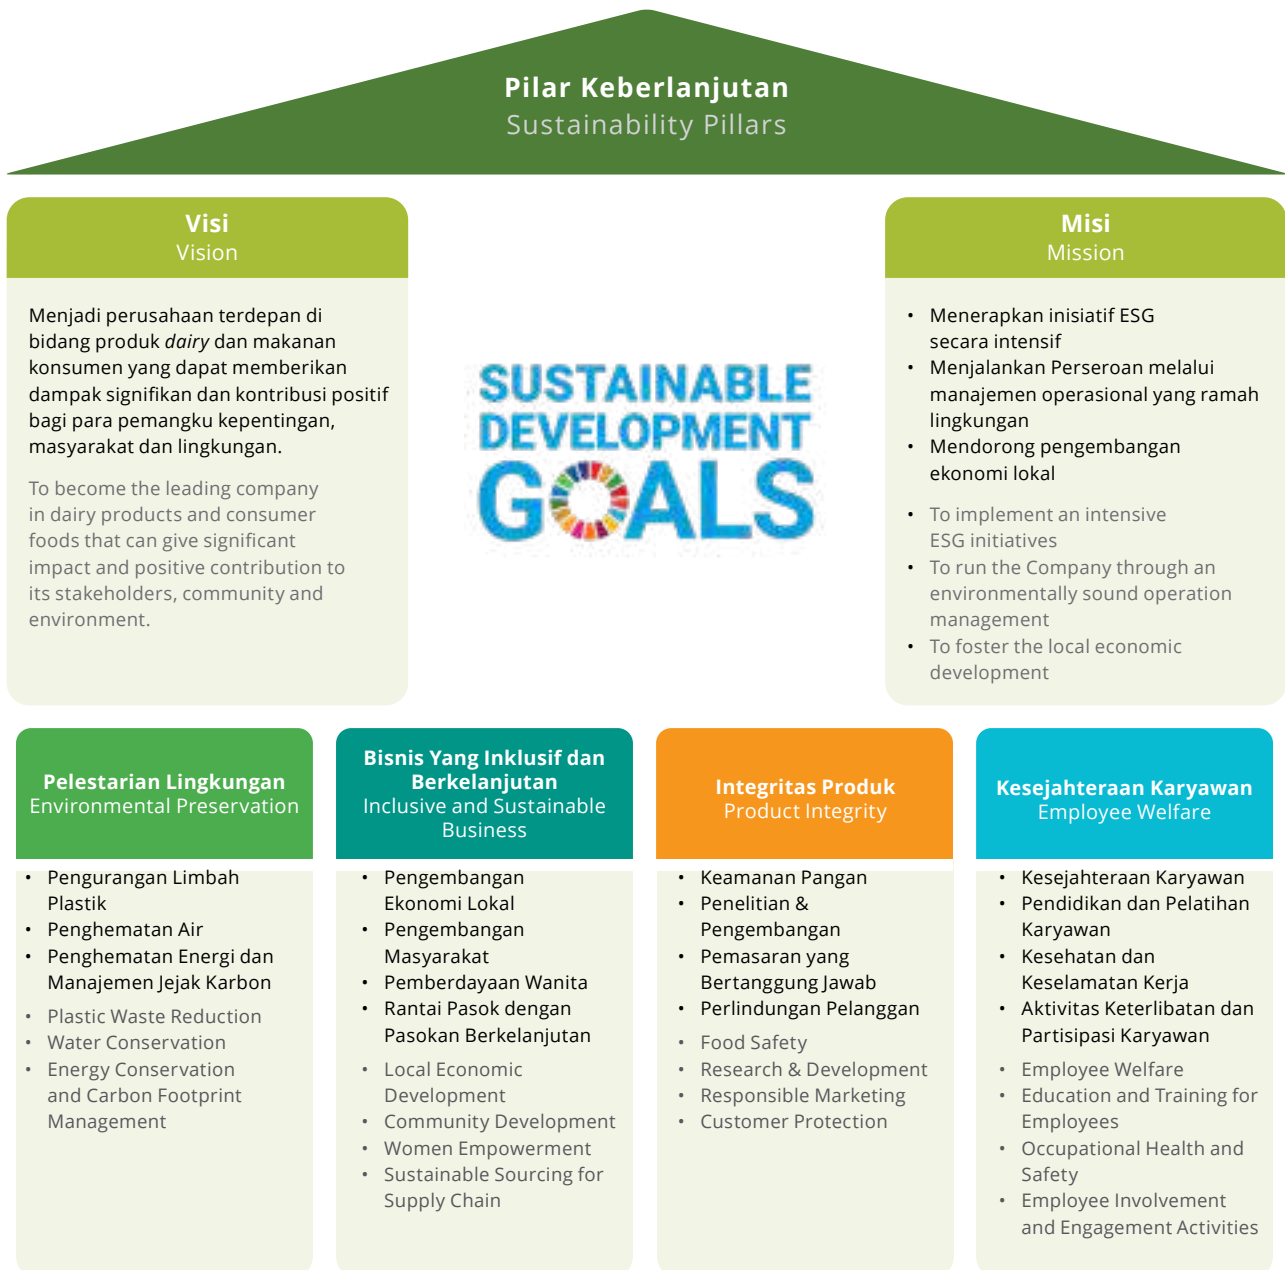 Pilar Keberlanjutan
Sustainability Pillars
Visi
Vision
Menjadi perusahaan terdepan di
bidang produk dairy dan makanan
konsumen yang dapat memberikan
dampak signifikan dan kontribusi positif
bagi para pemangku kepentingan,
masyarakat dan lingkungan.
To become the leading company
in dairy products and consumer
foods that can give significant
impact and positive contribution to
its stakeholders, community and
environment.
SUSTAINABLE
DEVELOPMENT
GOALS
Misi
Mission
• Menerapkan inisiatif ESG
secara intensif
• Menjalankan Perseroan melalui
manajemen operasional yang ramah
lingkungan
• Mendorong pengembangan
ekonomi lokal
• To implement an intensive
ESG initiatives
• To run the Company through an
environmentally sound operation
management
• To foster the local economic
development
Pelestarian Lingkungan
Environmental Preservation
• Pengurangan Limbah
Plastik
• Penghematan Air
• Penghematan Energi dan
Manajemen Jejak Karbon
• Plastic Waste Reduction
• Water Conservation
• Energy Conservation
and Carbon Footprint
Management
Bisnis Yang Inklusif dan
Berkelanjutan
Inclusive and Sustainable
Business
• Pengembangan
Ekonomi Lokal
• Pengembangan
Masyarakat
• Pemberdayaan Wanita
• Rantai Pasok dengan
Pasokan Berkelanjutan
• Local Economic
Development
• Community Development
• Women Empowerment
• Sustainable Sourcing for
Supply Chain
Integritas Produk
Product Integrity
• Keamanan Pangan
• Penelitian &
Pengembangan
• Pemasaran yang
Bertanggung Jawab
• Perlindungan Pelanggan
• Food Safety
• Research & Development
• Responsible Marketing
• Customer Protection
Kesejahteraan Karyawan
Employee Welfare
• Kesejahteraan Karyawan
• Pendidikan dan Pelatihan
Karyawan
• Kesehatan dan
Keselamatan Kerja
• Aktivitas Keterlibatan dan
Partisipasi Karyawan
• Employee Welfare
• Education and Training for
Employees
• Occupational Health and
Safety
• Employee Involvement
and Engagement Activities